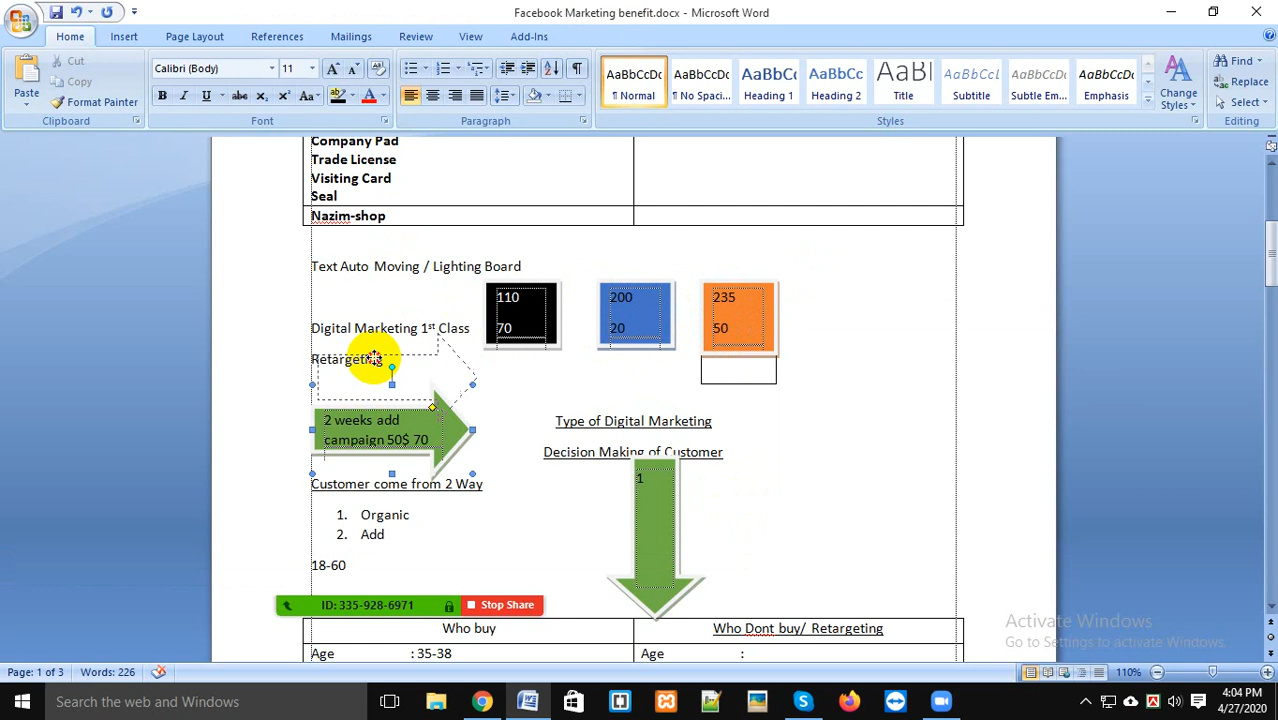 Facebook Marketing benefit.docx - Microsoft Word
Home Insert Page Layout References Mailings Review View Add-Ins
Paste
Cut
Copy
Format Painter
Clipboard
Calibri (Body) 11
Font
Paragraph
AaBbCcDc AaBbCcDc AaBbCc AaBbCc AaBl AaBbCcDc AaBbCcDc AaBbCcDc
¶ Normal ¶ No Spaci... Heading 1 Heading 2 Title Subtitle Subtle Em... Emphasis
Change Styles
Styles
Find
Replace
Select
Editing
Company Pad
Trade License
Visiting Card
Seal
Nazim-shop
Text Auto Moving / Lighting Board
110
70
200
20
235
50
Digital Marketing 1st Class
Retargeting
2 weeks add
campaign 50$ 70
Type of Digital Marketing
Decision Making of Customer
1
Customer come from 2 Way
1. Organic
2. Add
18-60
ID: 335-928-6971 Stop Share
Who buy Who Dont buy/ Retargeting
Age : 35-38 Age :
Activate Windows
Go to Settings to activate Windows.
Page: 1 of 3 Words: 226 110%
Search the web and Windows
4:04 PM
4/27/2020